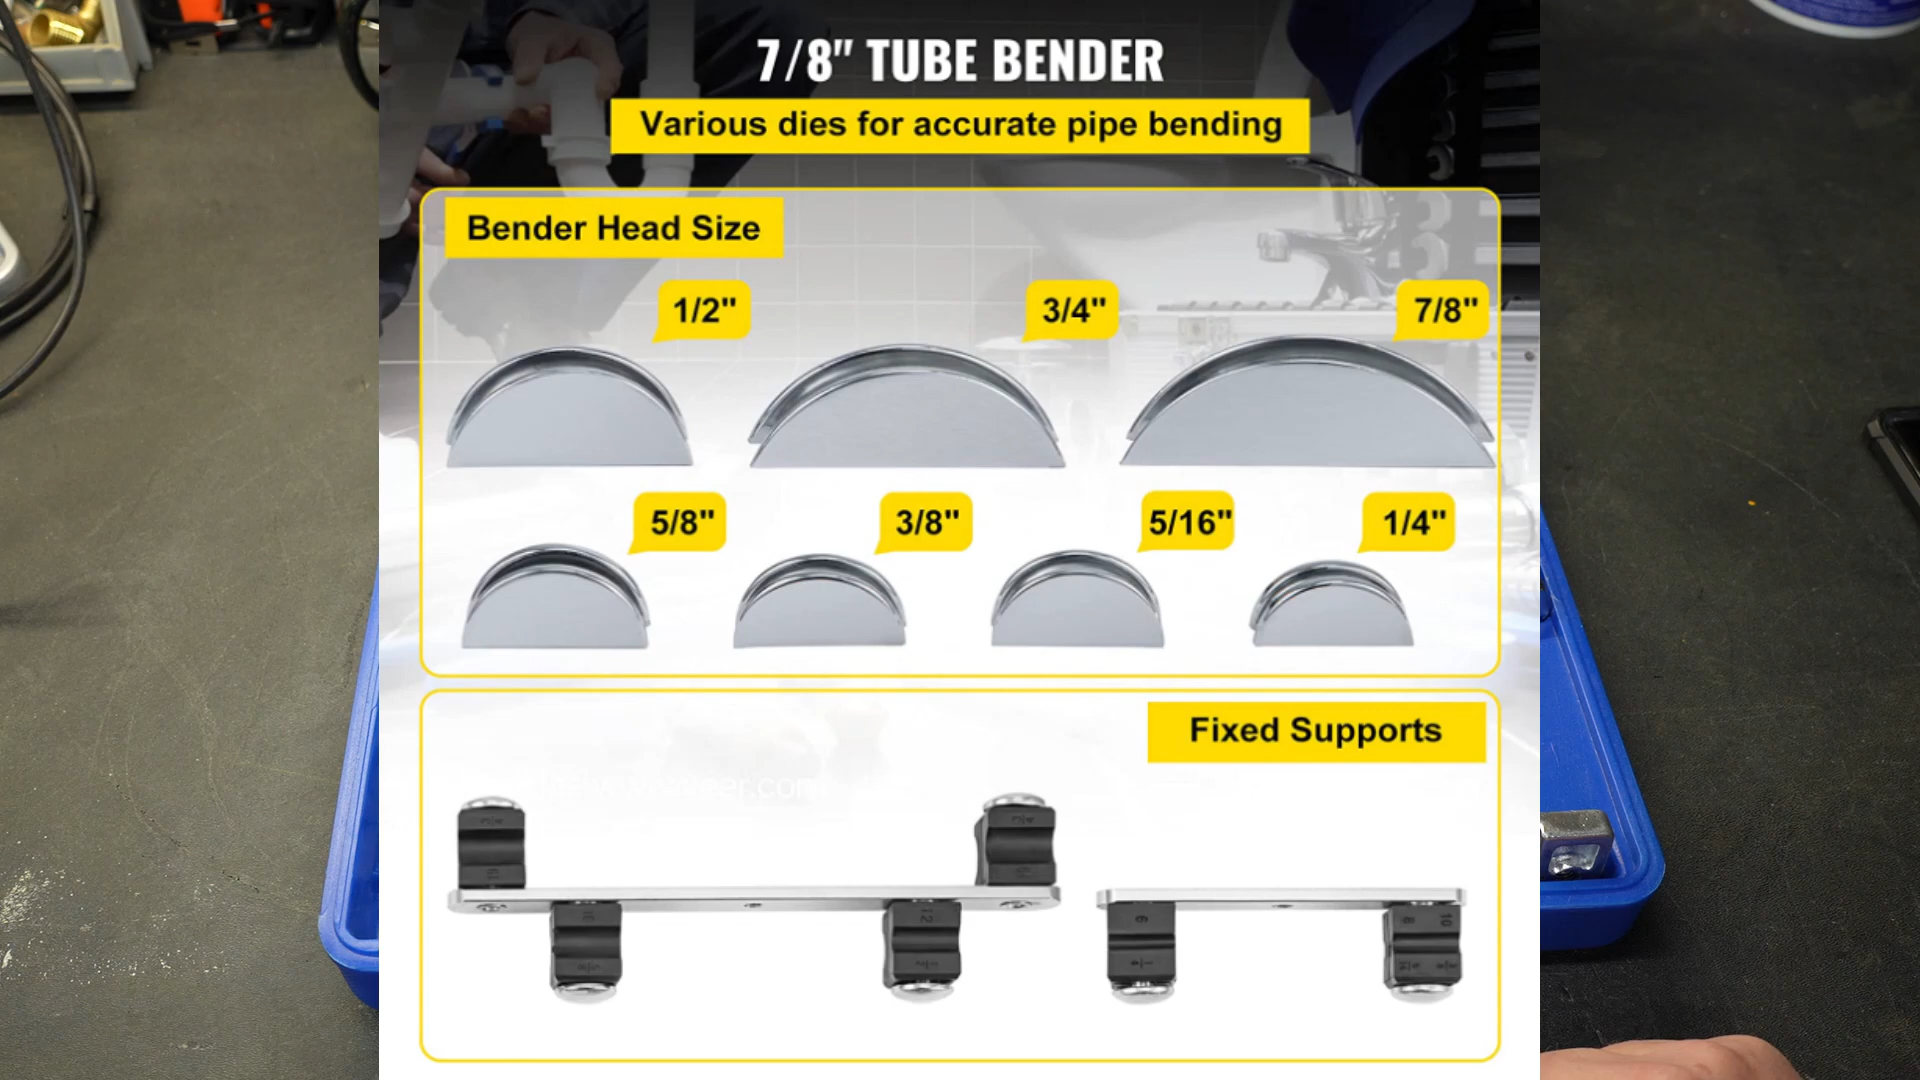 7/8" TUBE BENDER
Various dies for accurate pipe bending
Bender Head Size
1/2"
3/4"
7/8"
5/8"
3/8"
5/16"
1/4"
Fixed Supports